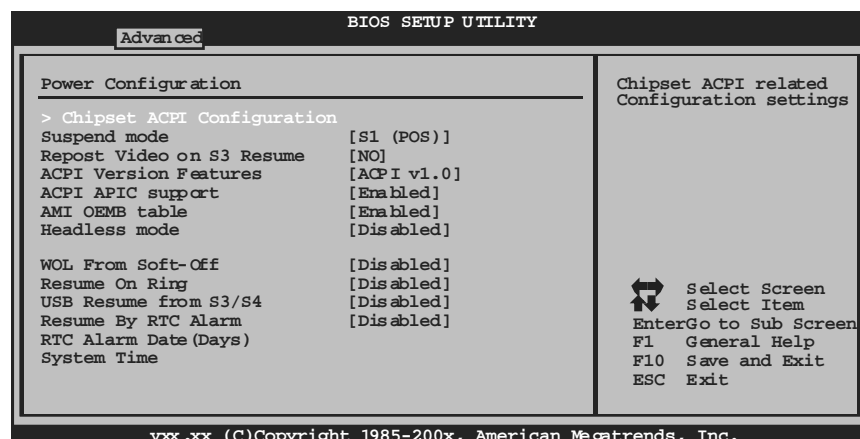 BIOS SETUP UTILITY
Advanced
Power Configuration
> Chipset ACPI Configuration
Suspend mode [S1 (POS)]
Repost Video on S3 Resume [NO]
ACPI Version Features [ACPI v1.0]
ACPI APIC support [Enabled]
AMI OEMB table [Enabled]
Headless mode [Disabled]
WOL From Soft-Off [Disabled]
Resume On Ring [Disabled]
USB Resume from S3/S4 [Disabled]
Resume By RTC Alarm [Disabled]
RTC Alarm Date(Days)
System Time
Chipset ACPI related
Configuration settings
Select Screen
Select Item
EnterGo to Sub Screen
F1 General Help
F10 Save and Exit
ESC Exit
vxx.xx (C)Copyright 1985-200x, American Megatrends, Inc.